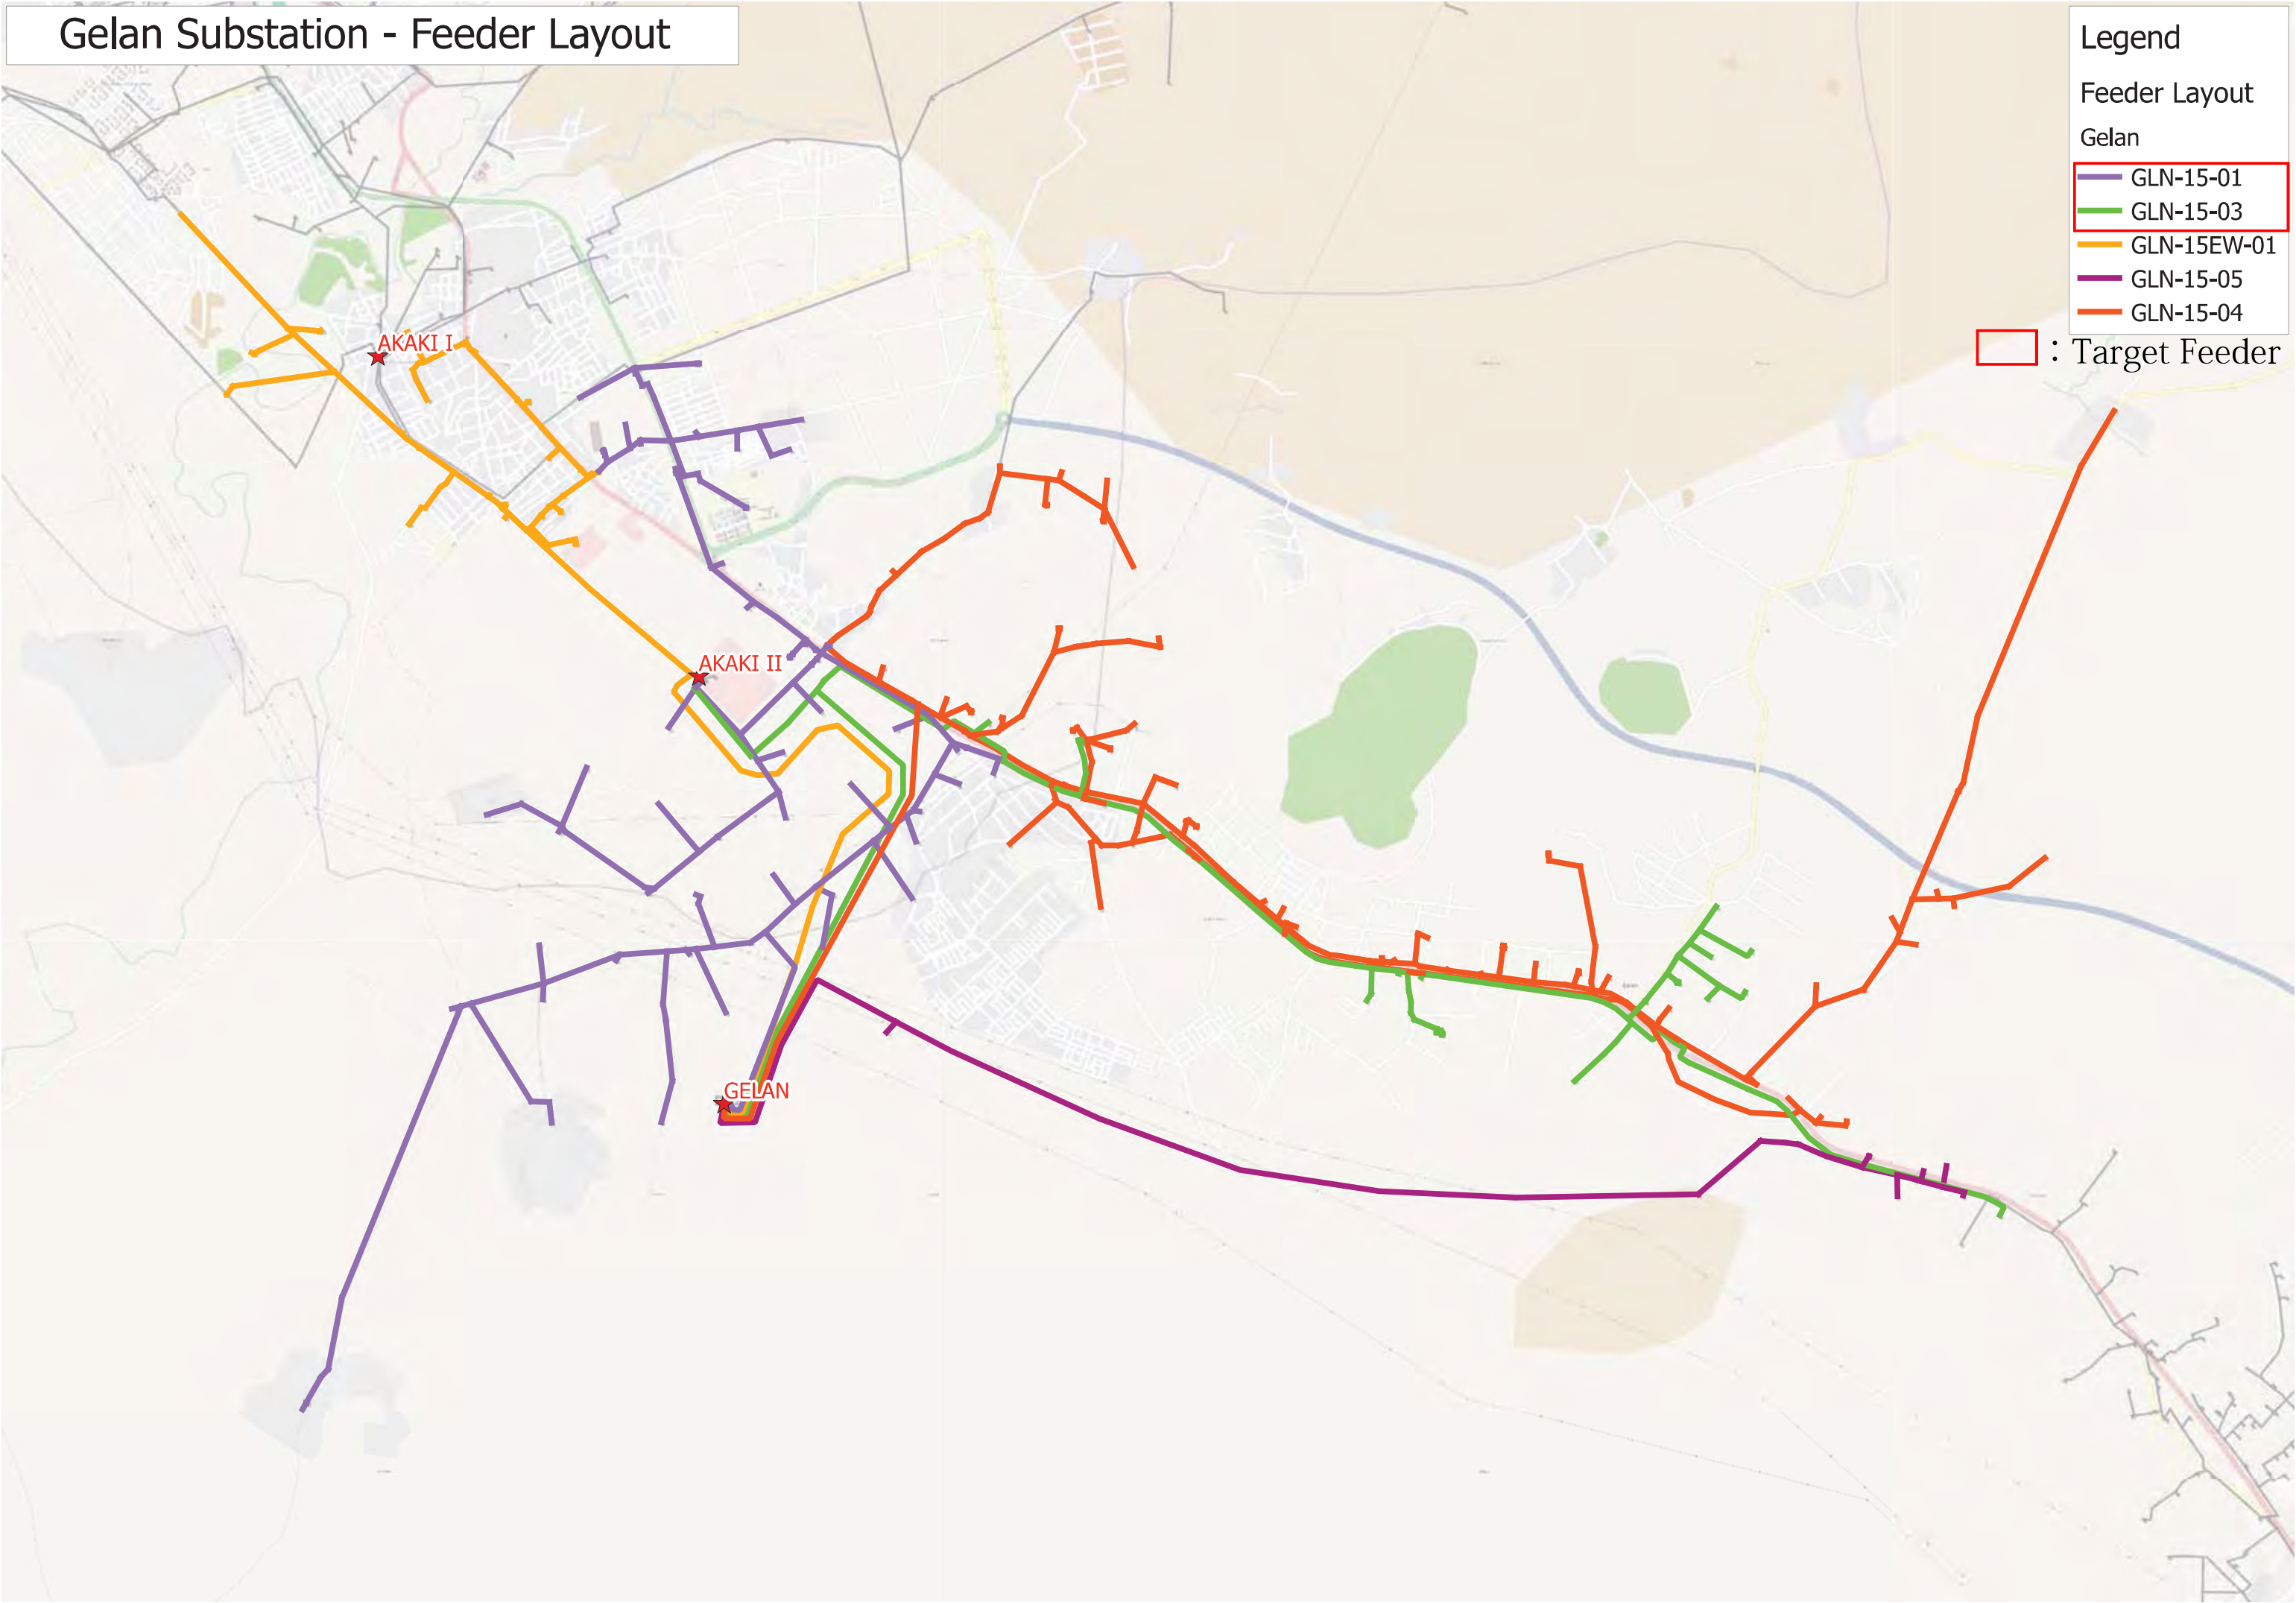 Gelan Substation - Feeder Layout
Legend
Feeder Layout
Gelan
GLN-15-01
GLN-15-03
GLN-15EW-01
GLN-15-05
GLN-15-04
: Target Feeder
AKAKI I
AKAKI II
GELAN